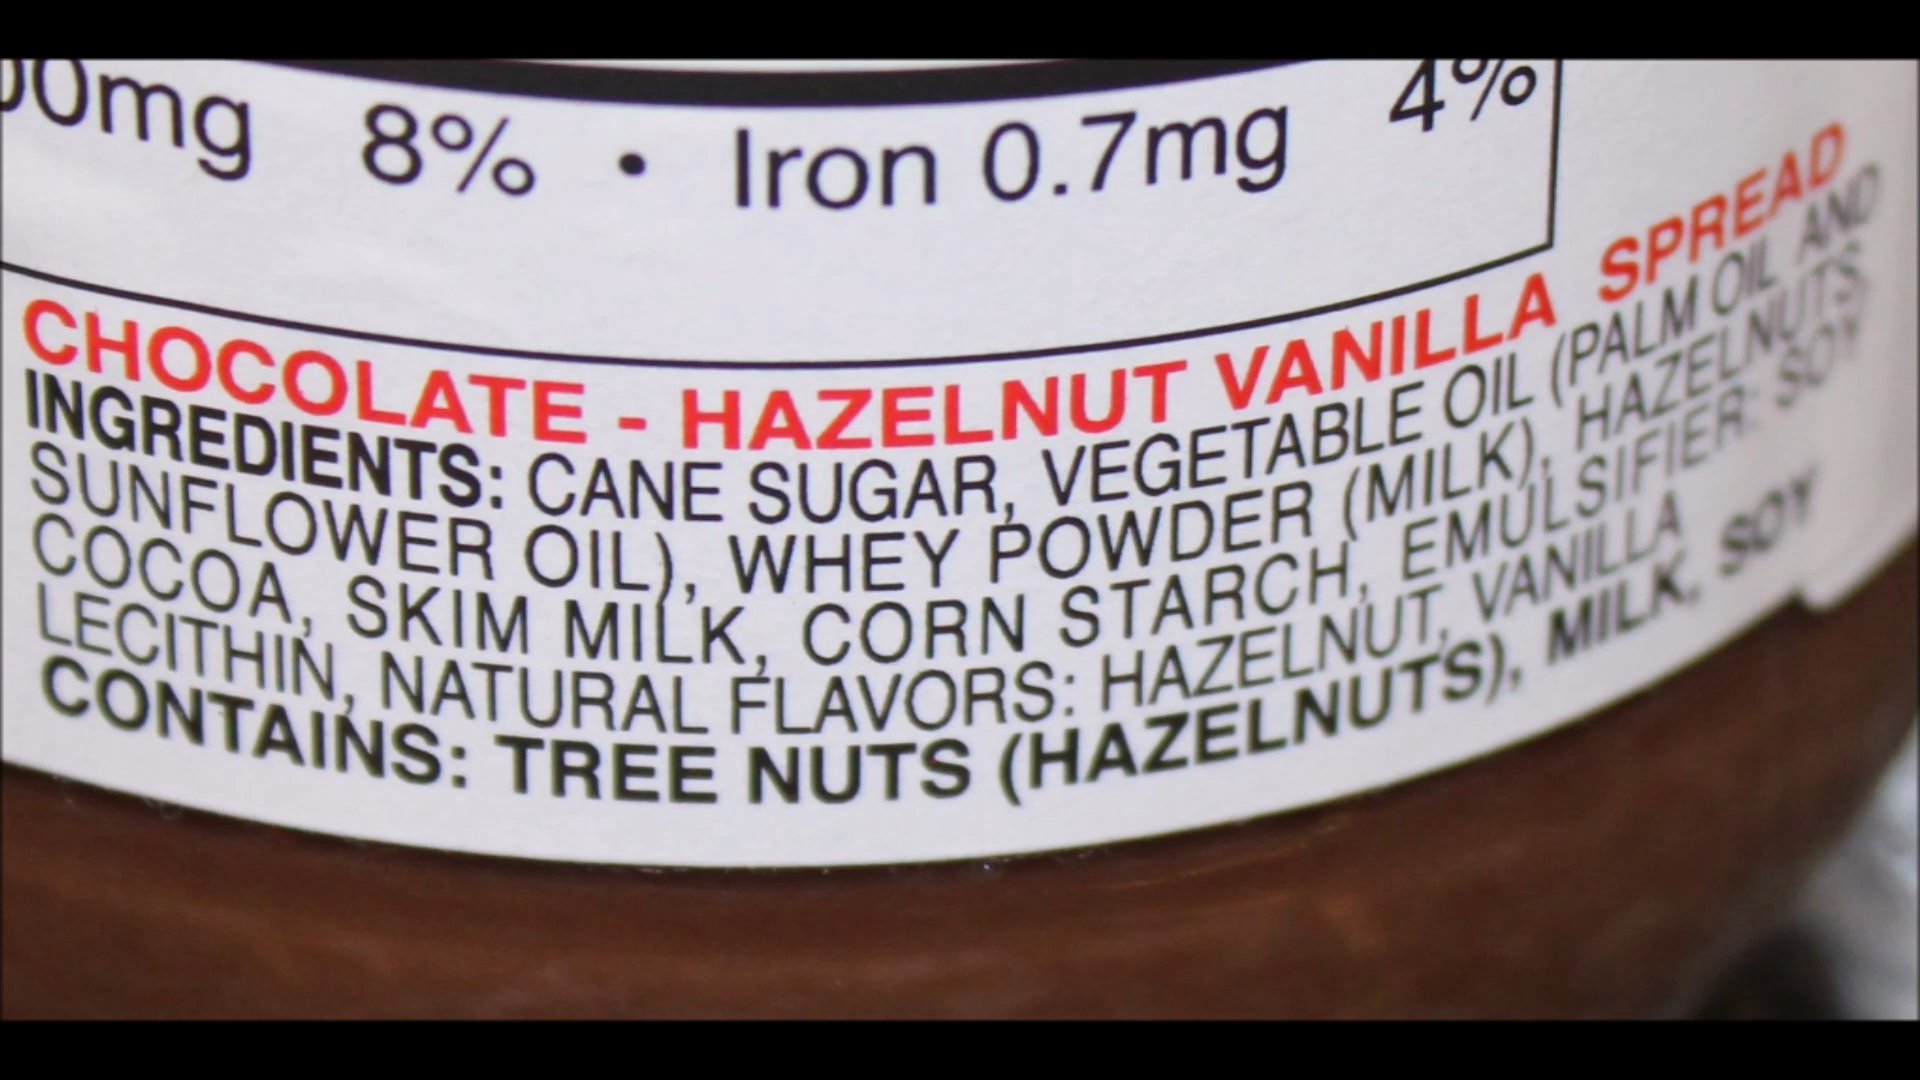 00mg 8% • Iron 0.7mg 4%
CHOCOLATE - HAZELNUT VANILLA SPREAD
INGREDIENTS: CANE SUGAR, VEGETABLE OIL (PALM OIL AND
SUNFLOWER OIL), WHEY POWDER (MILK), HAZELNUTS
COCOA, SKIM MILK, CORN STARCH, EMULSIFIER: SOY
LECITHIN, NATURAL FLAVORS: HAZELNUT, VANILLA
CONTAINS: TREE NUTS (HAZELNUTS), MILK, SOY